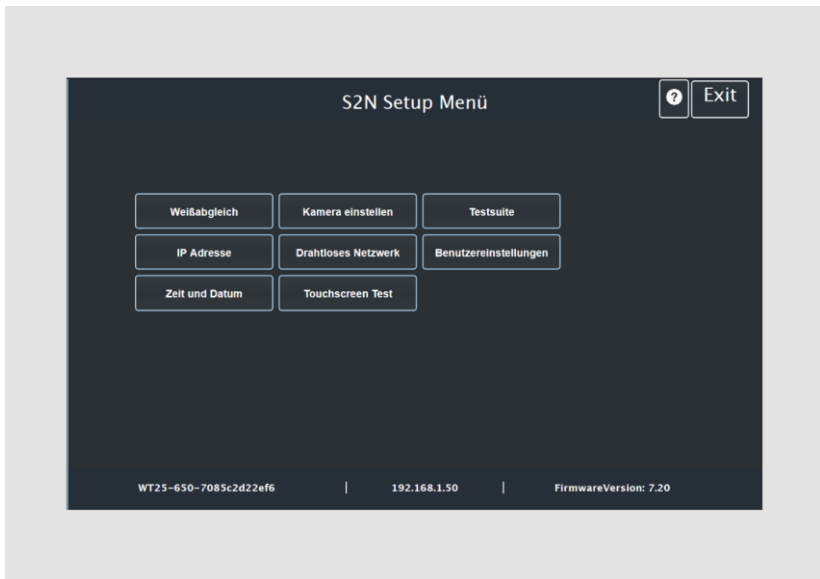 S2N Setup Menü
? Exit
Weißabgleich Kamera einstellen Testsuite
IP Adresse Drahtloses Netzwerk Benutzereinstellungen
Zeit und Datum Touchscreen Test
WT25-650-7085c2d22ef6 | 192.168.1.50 | FirmwareVersion: 7.20